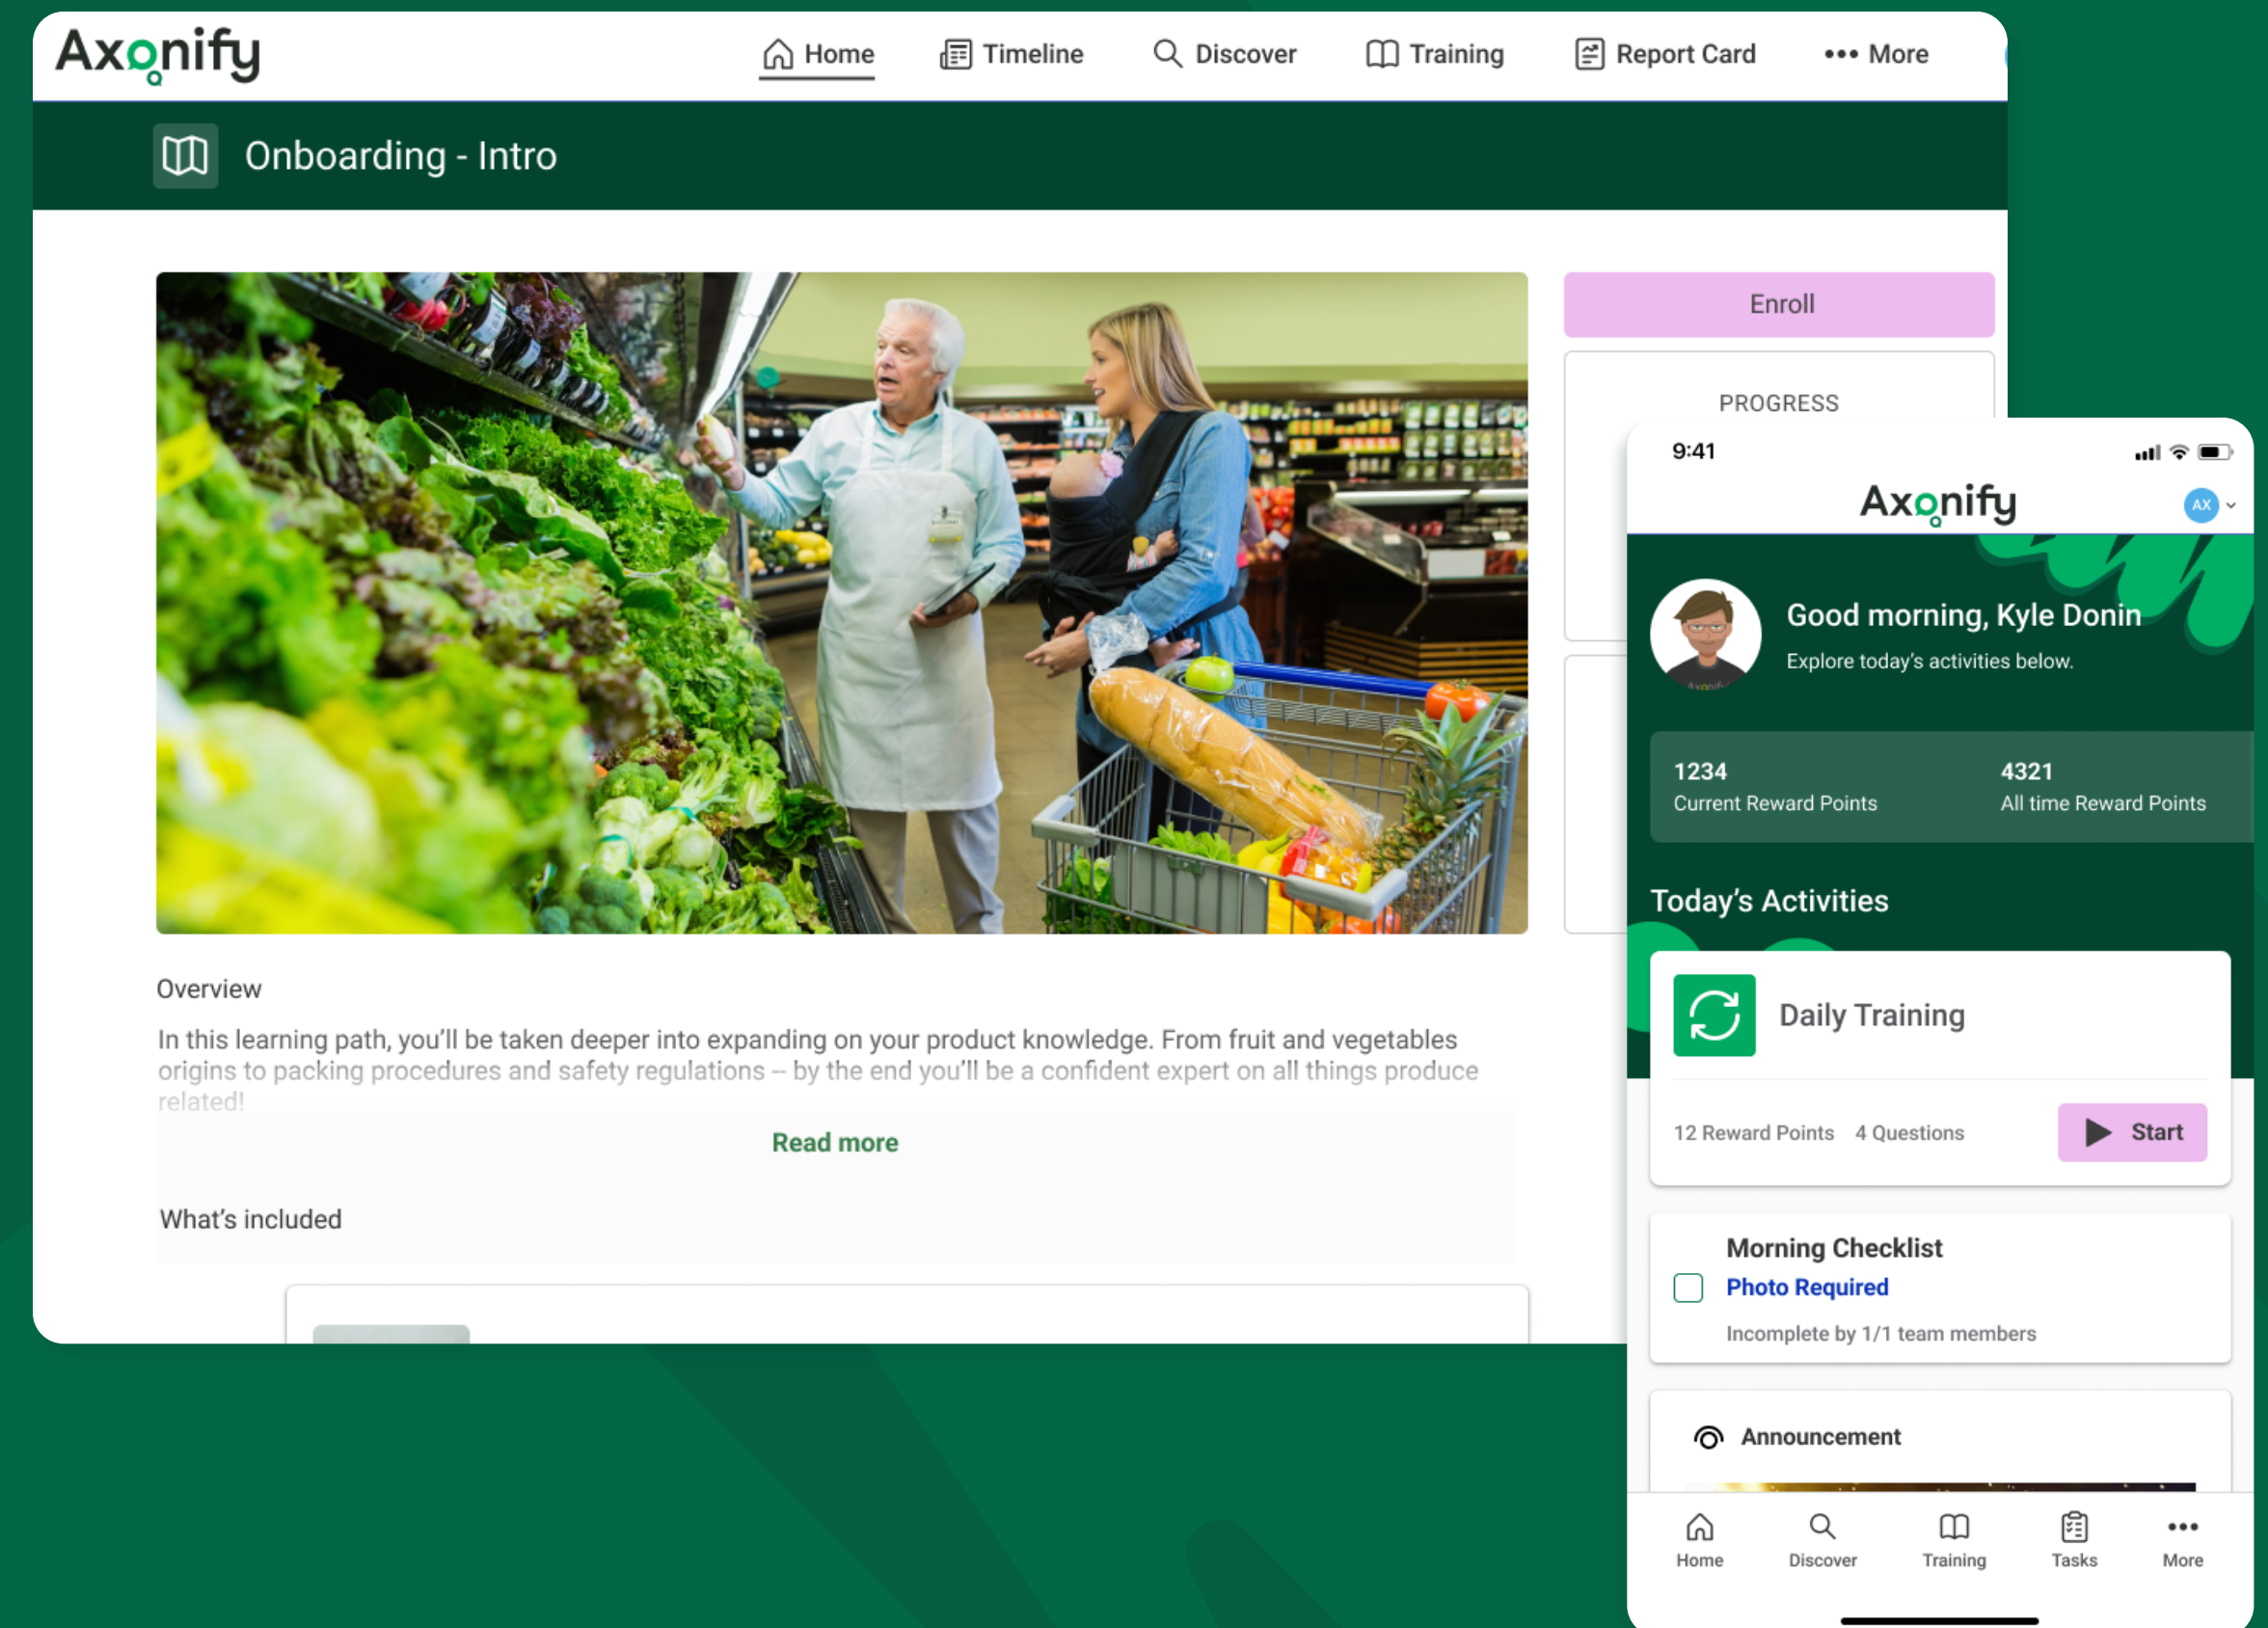 Axonify
Home
Timeline
Discover
Training
Report Card
More
Onboarding - Intro
Enroll
PROGRESS
Overview
In this learning path, you’ll be taken deeper into expanding on your product knowledge. From fruit and vegetables
origins to packing procedures and safety regulations -- by the end you’ll be a confident expert on all things produce
related!
Read more
What’s included
9:41
Axonify
AX
Good morning, Kyle Donin
Explore today’s activities below.
1234
Current Reward Points
4321
All time Reward Points
Today’s Activities
Daily Training
12 Reward Points
4 Questions
Start
Morning Checklist
Photo Required
Incomplete by 1/1 team members
Announcement
Home
Discover
Training
Tasks
More